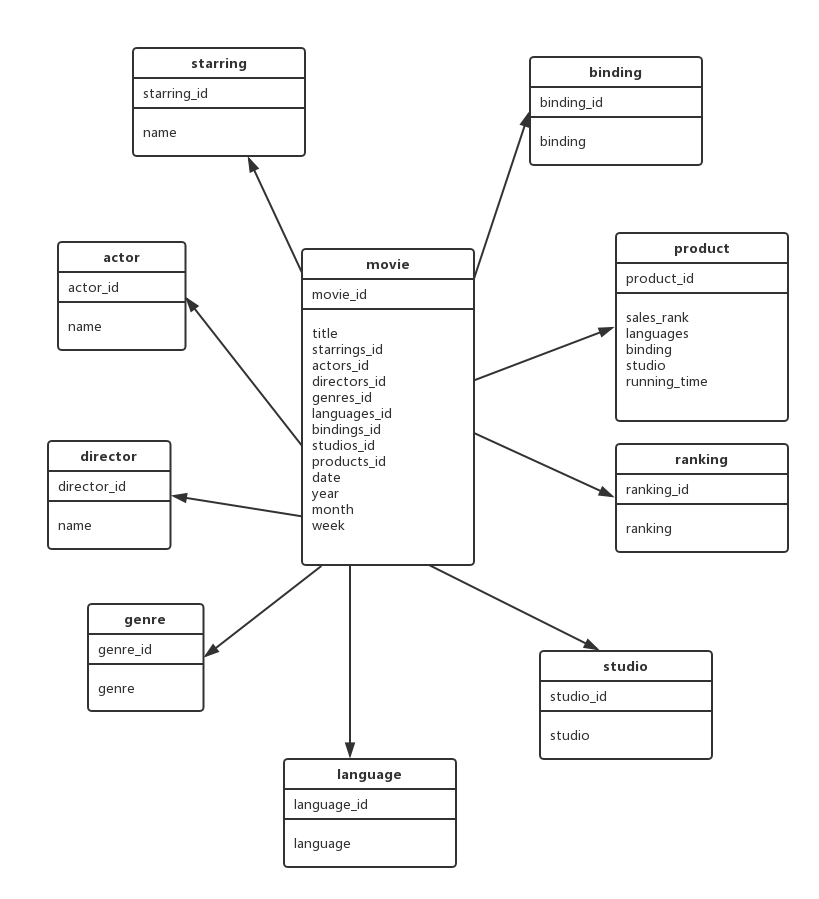 starring
starring_id
name
binding
binding_id
binding
actor
actor_id
name
movie
movie_id
title
starrings_id
actors_id
directors_id
genres_id
languages_id
bindings_id
studios_id
products_id
date
year
month
week
product
product_id
sales_rank
languages
binding
studio
running_time
director
director_id
name
ranking
ranking_id
ranking
genre
genre_id
genre
studio
studio_id
studio
language
language_id
language